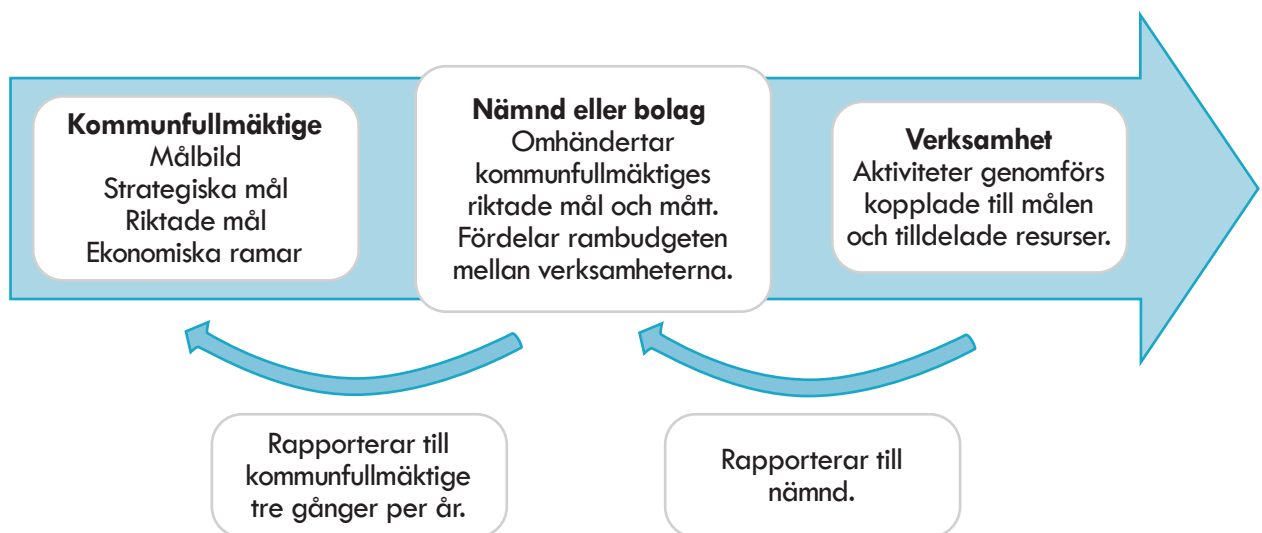 Kommunfullmäktige
Målbild
Strategiska mål
Riktade mål
Ekonomiska ramar
Nämnd eller bolag
Omhändertar
kommunfullmäktiges
riktade mål och mått.
Fördelar rambudgeten
mellan verksamheterna.
Verksamhet
Aktiviteter genomförs
kopplade till målen
och tilldelade resurser.
Rapporterar till
kommunfullmäktige
tre gånger per år.
Rapporterar till
nämnd.